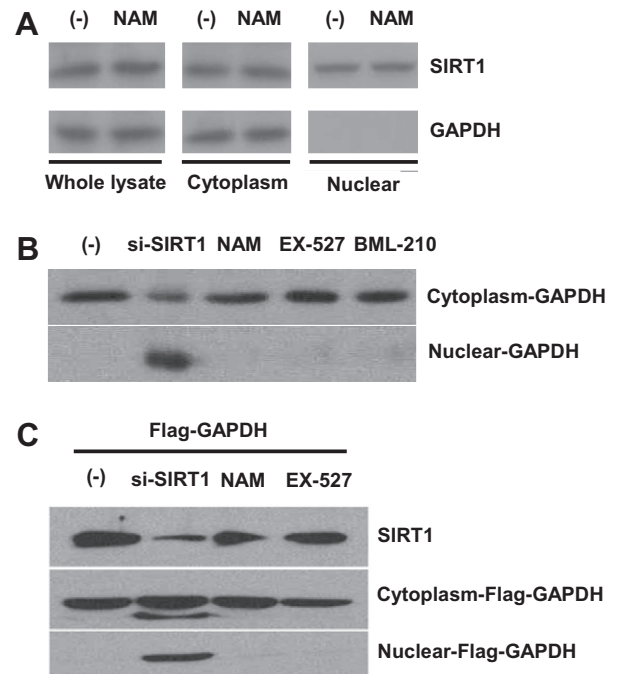 A
(-) NAM (-) NAM (-) NAM
SIRT1
GAPDH
Whole lysate Cytoplasm Nuclear
B
(-) si-SIRT1 NAM EX-527 BML-210
Cytoplasm-GAPDH
Nuclear-GAPDH
C
Flag-GAPDH
(-) si-SIRT1 NAM EX-527
SIRT1
Cytoplasm-Flag-GAPDH
Nuclear-Flag-GAPDH